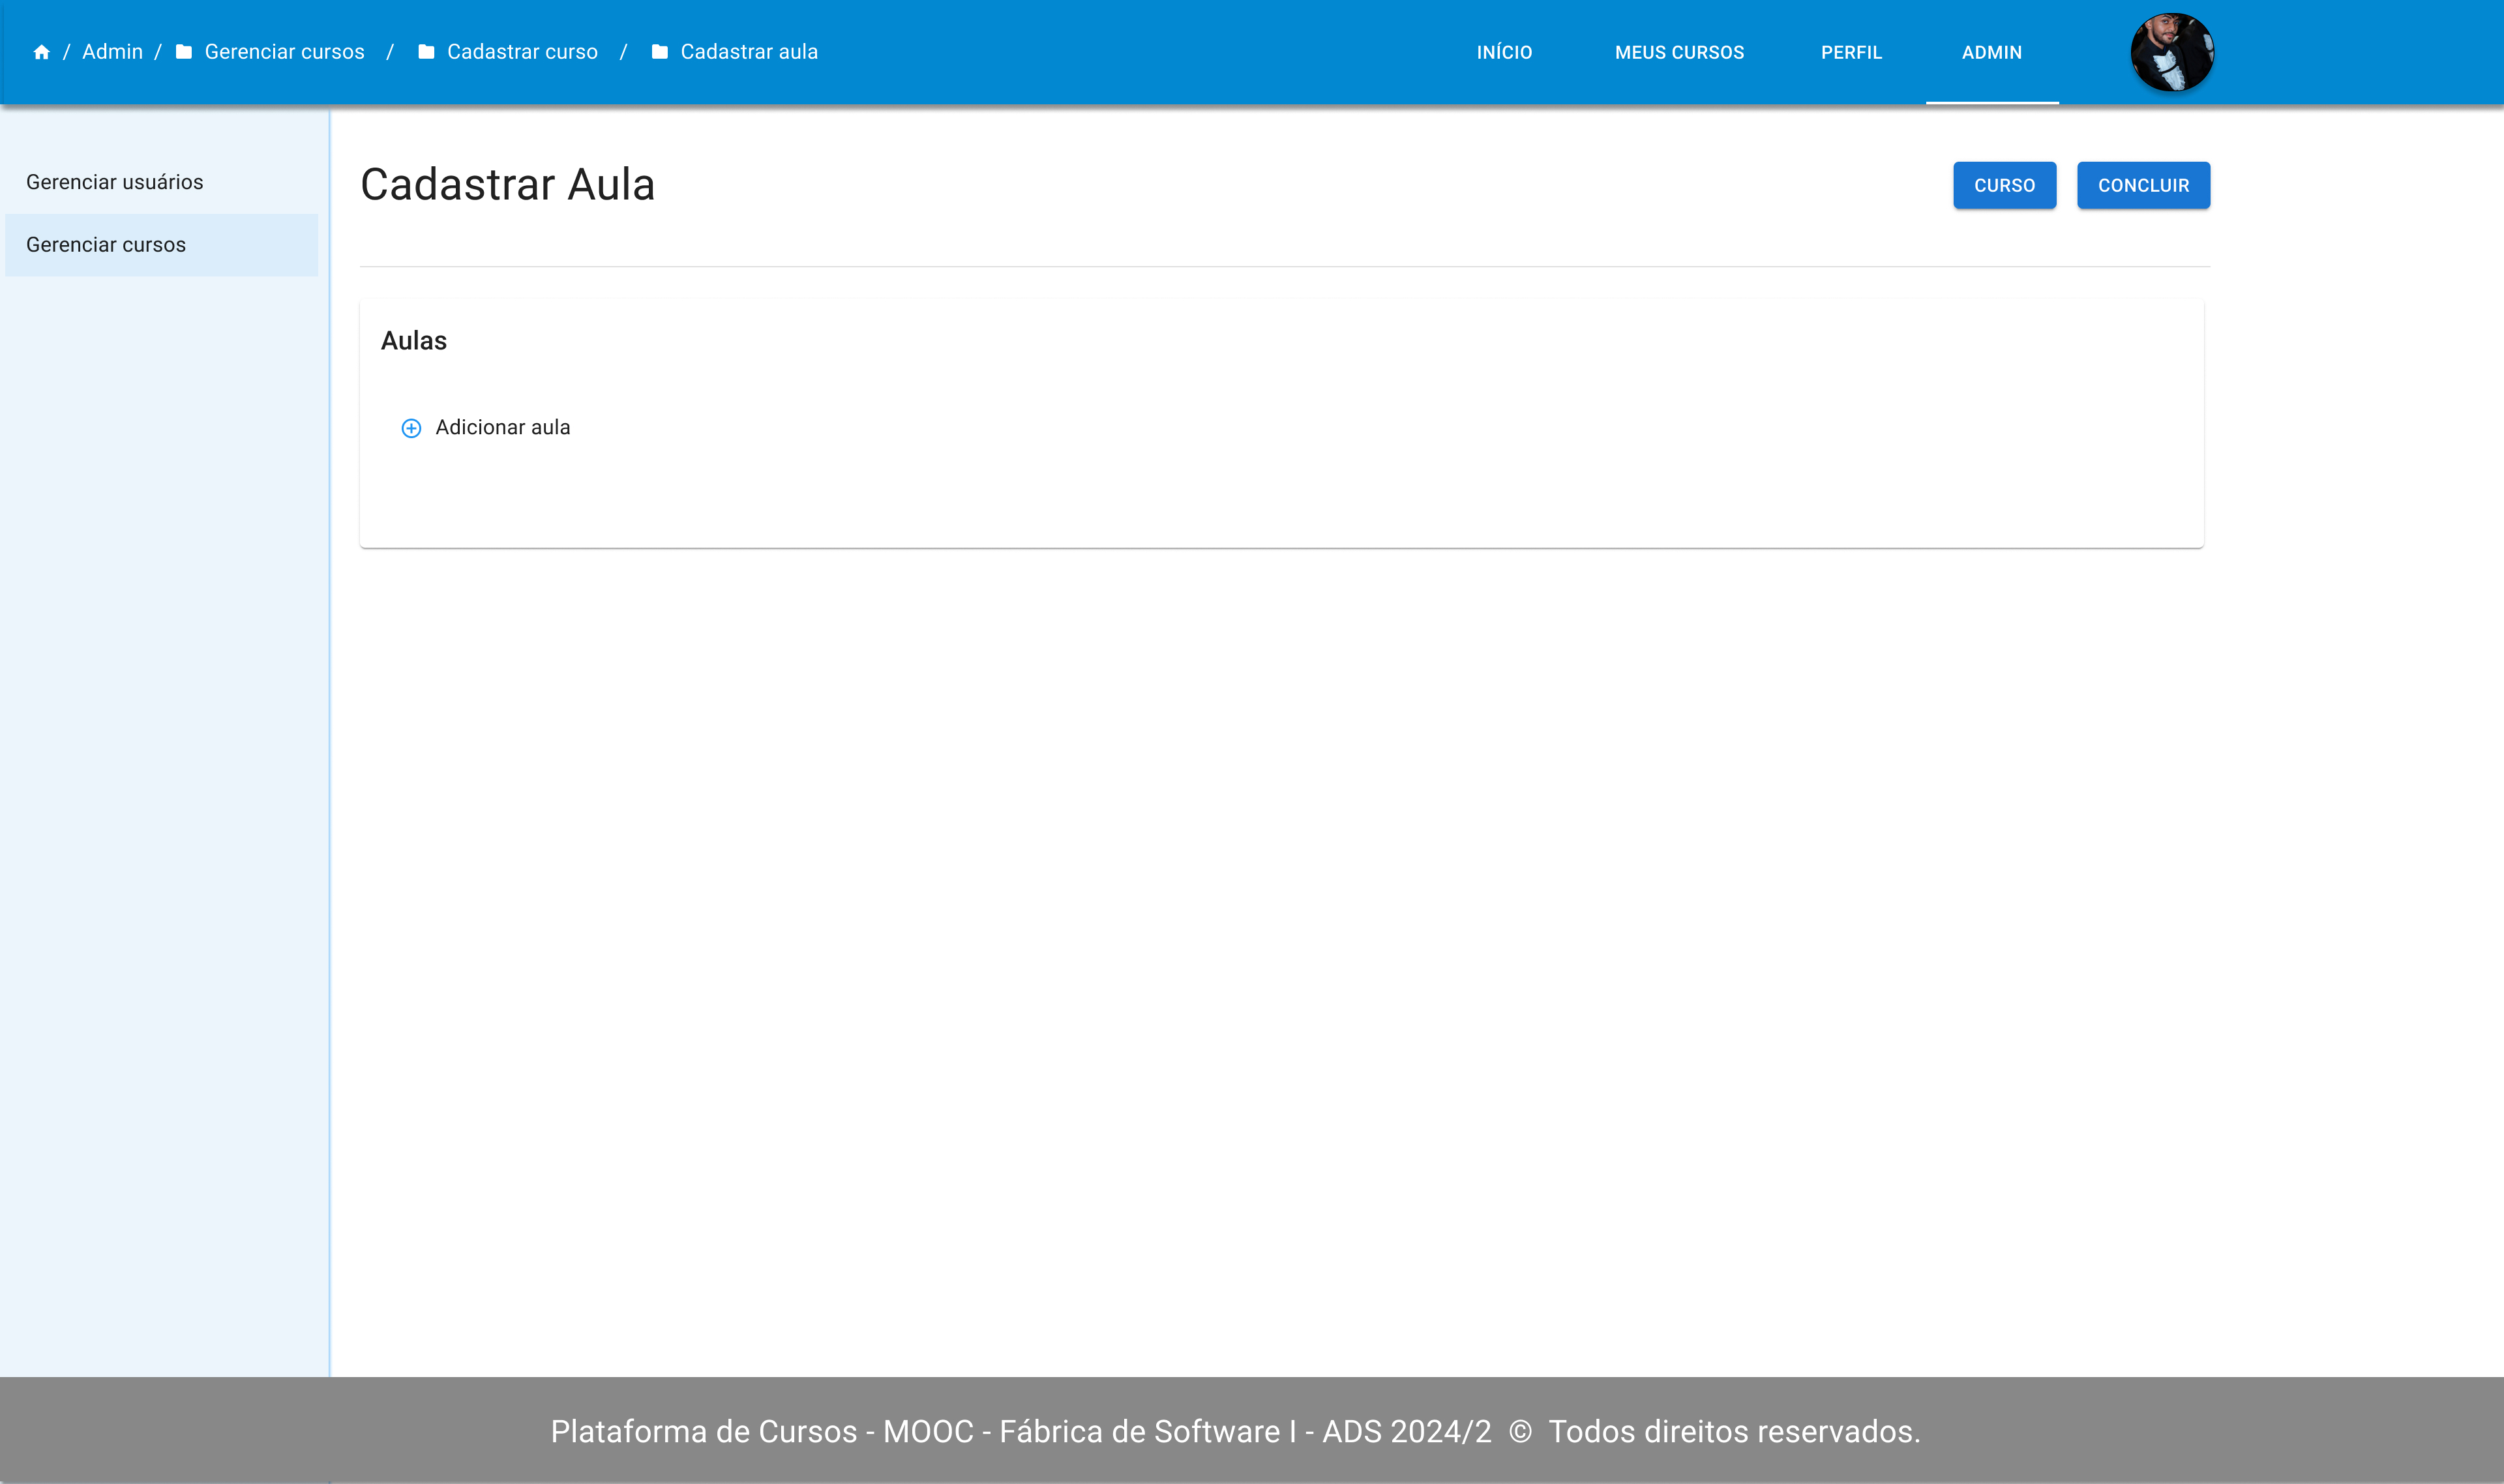 / Admin / Gerenciar cursos / Cadastrar curso / Cadastrar aula
INÍCIO MEUS CURSOS PERFIL ADMIN
Gerenciar usuários
Gerenciar cursos
Cadastrar Aula
CURSO CONCLUIR
Aulas
Adicionar aula
Plataforma de Cursos - MOOC - Fábrica de Software I - ADS 2024/2 © Todos direitos reservados.